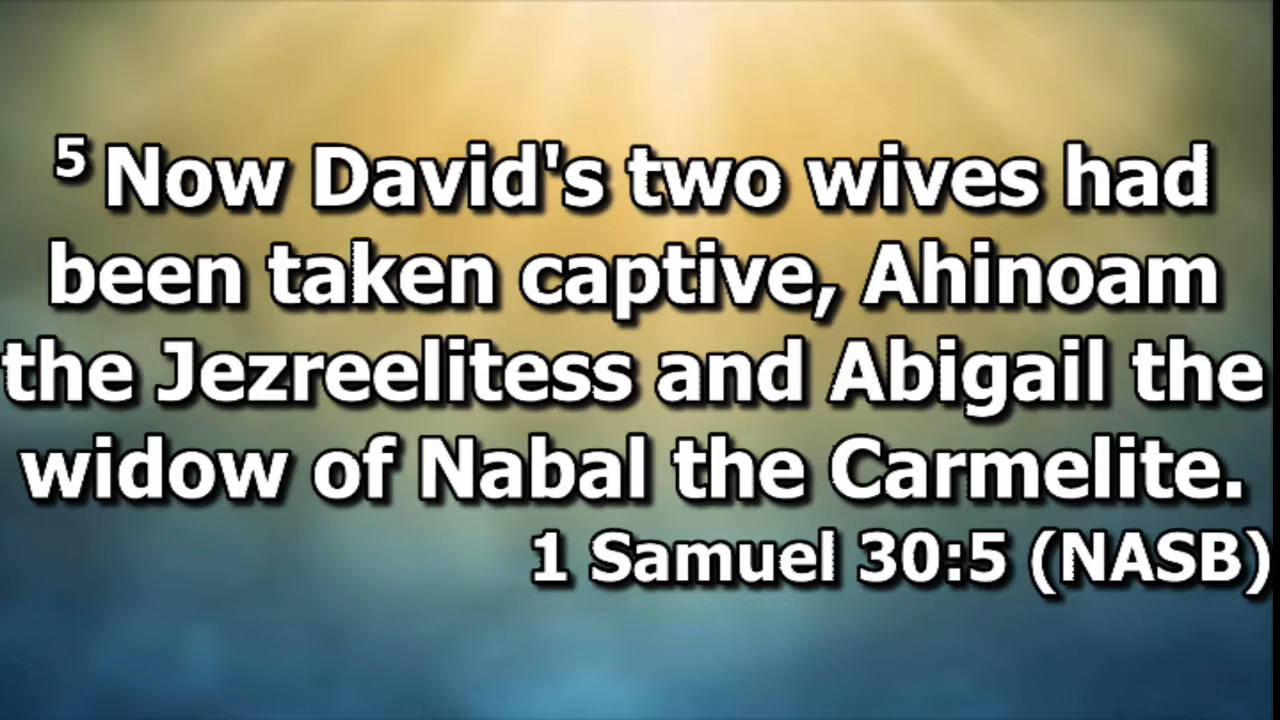 5 Now David's two wives had
been taken captive, Ahinoam
the Jezreelitess and Abigail the
widow of Nabal the Carmelite.
1 Samuel 30:5 (NASB)